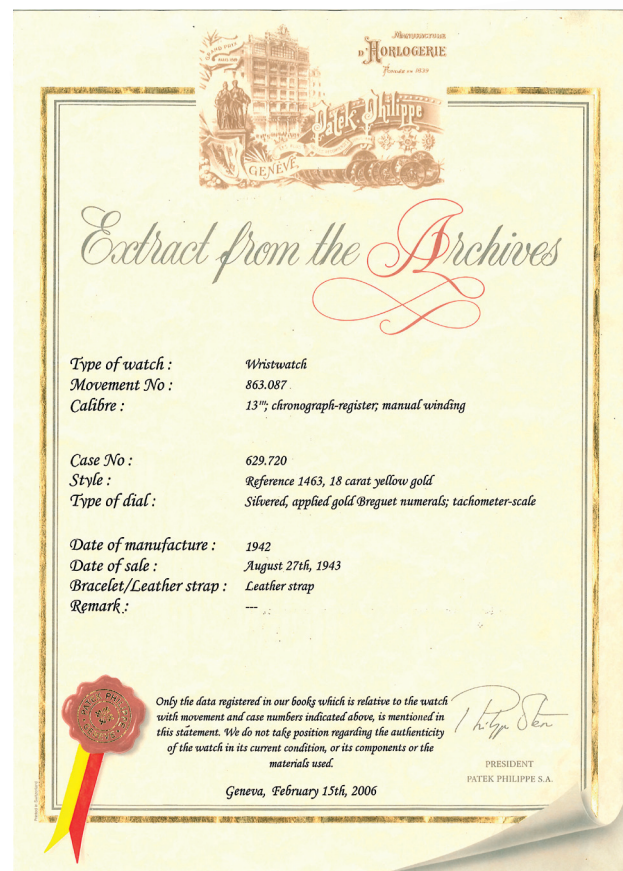 GRAND PRIX
MANUFACTURE
D'HORLOGERIE
Fondée en 1839
Patek Philippe
GENÈVE
Extract from the Archives
Type of watch : Wristwatch
Movement No : 863.087
Calibre : 13'''; chronograph-register; manual winding
Case No : 629.720
Style : Reference 1463, 18 carat yellow gold
Type of dial : Silvered, applied gold Breguet numerals; tachometer-scale
Date of manufacture : 1942
Date of sale : August 27th, 1943
Bracelet/Leather strap : Leather strap
Remark : ---
Only the data registered in our books which is relative to the watch
with movement and case numbers indicated above, is mentioned in
this statement. We do not take position regarding the authenticity
of the watch in its current condition, or its components or the
materials used.
Geneva, February 15th, 2006
Philippe Stern
PRESIDENT
PATEK PHILIPPE S.A.